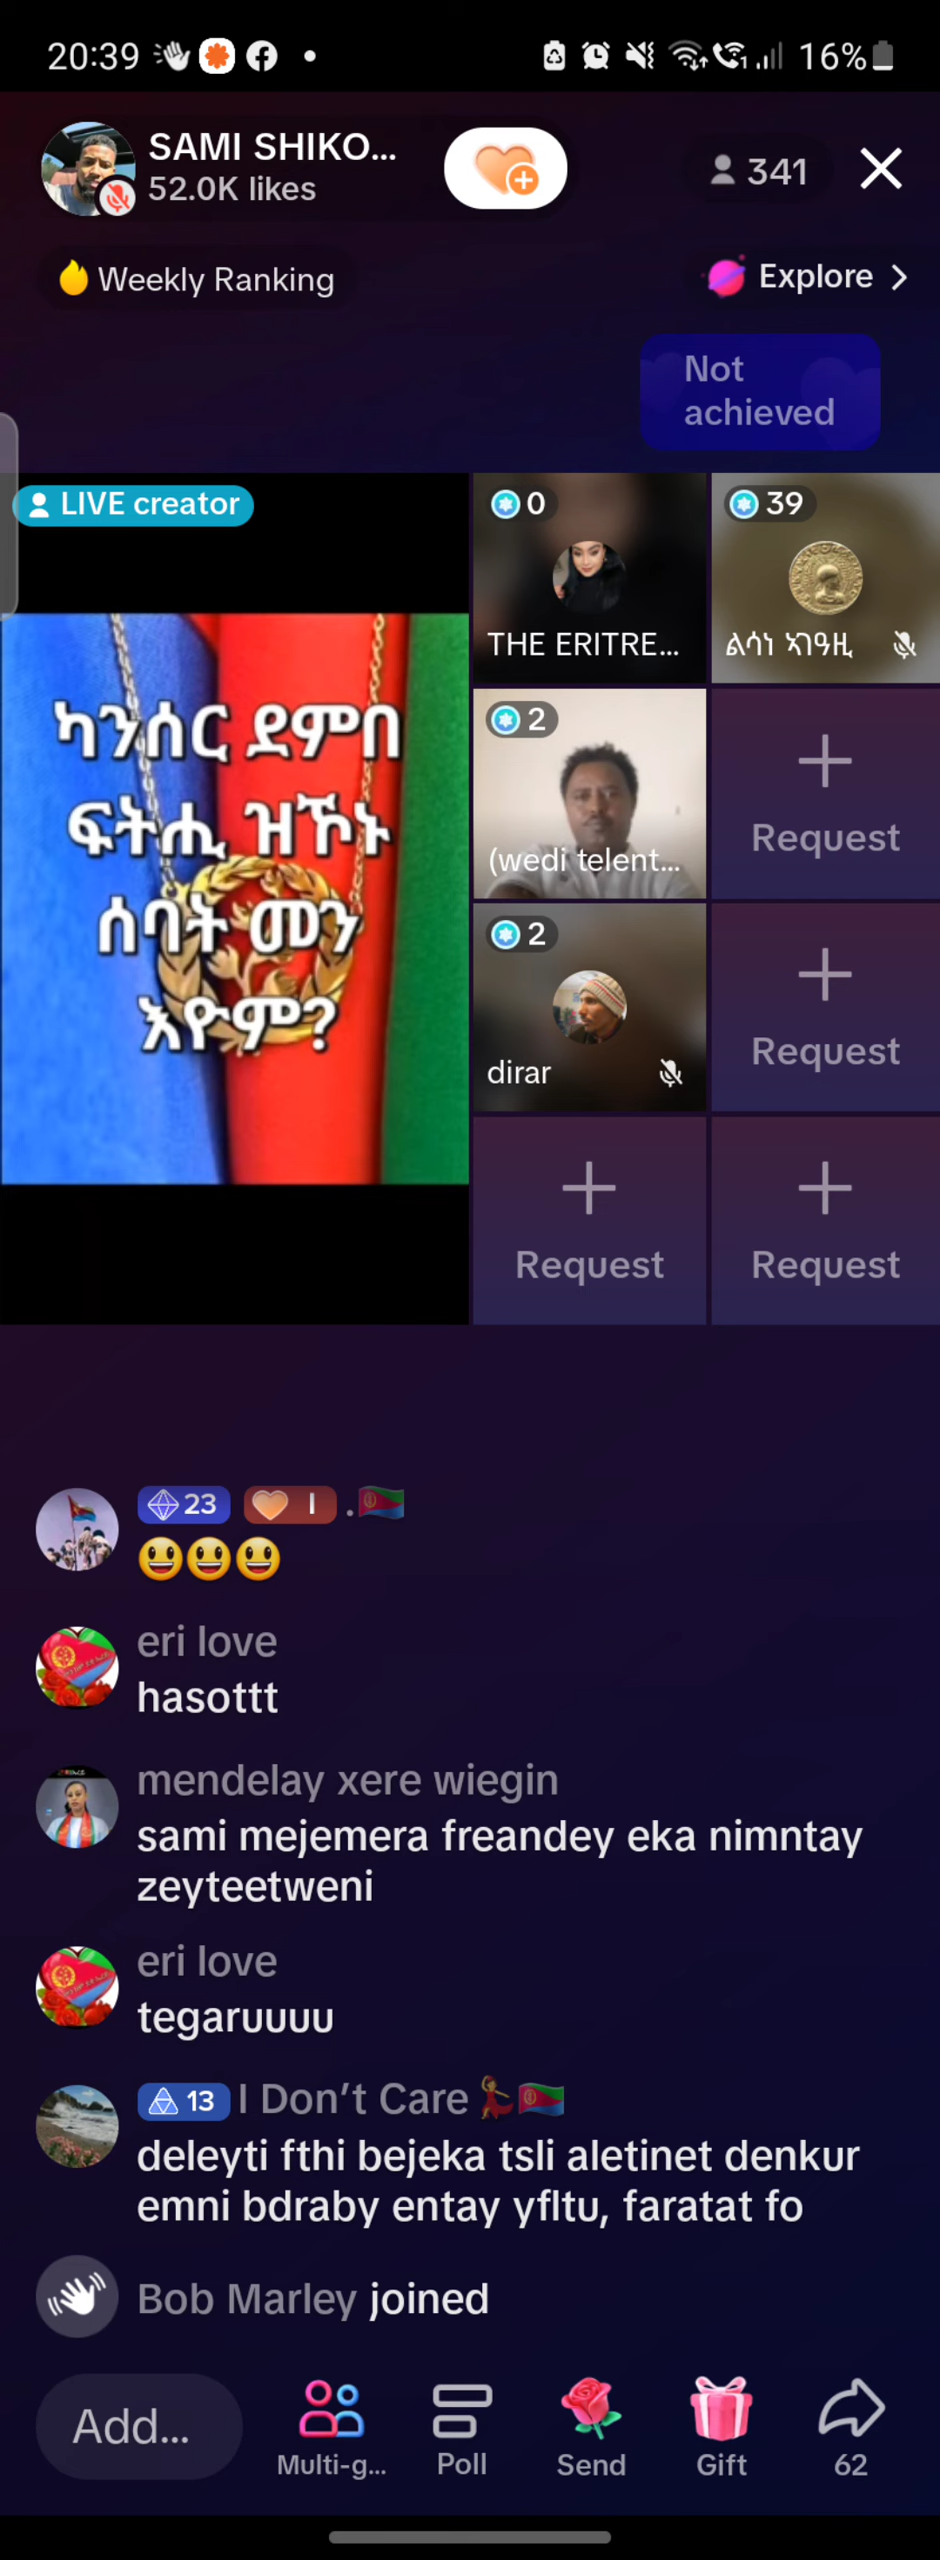 20:39
16%
SAMI SHIKO...
52.0K likes
341
Weekly Ranking
Explore
Not
achieved
LIVE creator
ካንሰር ደምበ
ፍትሒ ዝኾኑ
ሰባት መን
እዮም?
0
THE ERITRE...
39
ልሳነ ኣገዓዚ
2
(wedi telent...
Request
2
dirar
Request
Request
Request
23 I .
eri love
hasottt
mendelay xere wiegin
sami mejemera freandey eka nimntay
zeyteetweni
eri love
tegaruuuu
13 I Don't Care
deleyti fthi bejeka tsli aletinet denkur
emni bdraby entay yfltu, faratat fo
Bob Marley joined
Add...
Multi-g...
Poll
Send
Gift
62